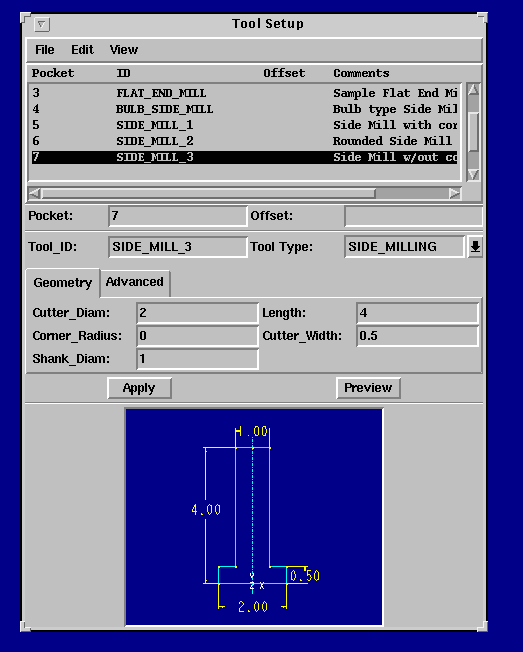 Tool Setup
File Edit View
Pocket ID Offset Comments
3 FLAT_END_MILL Sample Flat End Mi
4 BULB_SIDE_MILL Bulb type Side Mil
5 SIDE_MILL_1 Side Mill with cor
6 SIDE_MILL_2 Rounded Side Mill
7 SIDE_MILL_3 Side Mill w/out co
Pocket: 7 Offset:
Tool_ID: SIDE_MILL_3 Tool Type: SIDE_MILLING
Geometry Advanced
Cutter_Diam: 2 Length: 4
Corner_Radius: 0 Cutter_Width: 0.5
Shank_Diam: 1
Apply Preview
1.00
4.00
0.50
Y
Z X
2.00